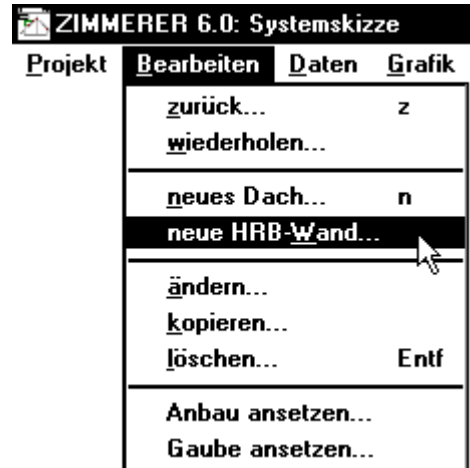 ZIMMERER 6.0: Systemskizze
Projekt Bearbeiten Daten Grafik
zurück... z
wiederholen...
neues Dach... n
neue HRB-Wand...
ändern...
kopieren...
löschen... Entf
Anbau ansetzen...
Gaube ansetzen...